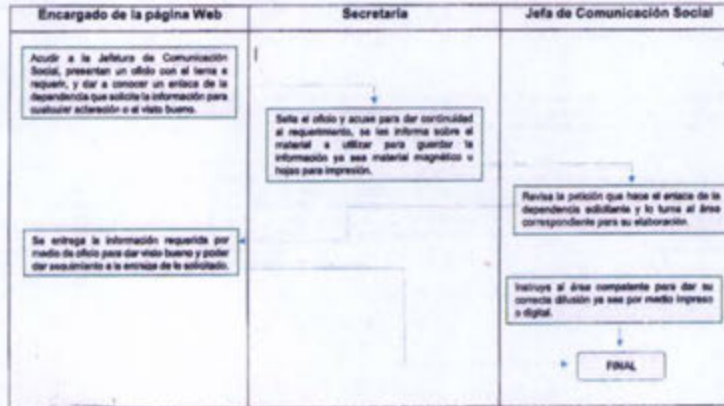 Encargado de la página Web
Secretaria
Jefa de Comunicación Social
Acudir a la Jefatura de Comunicación
Social, presentan un oficio con el tema a
requerir, y dar a conocer un enlace de la
dependencia que solicite la información para
cualquier aclaración o el visto bueno.
Sella el oficio y acuse para dar continuidad
al requerimiento, se les informa sobre el
material a utilizar para guardar la
información ya sea material magnético u
hojas para impresión.
Revisa la petición que hace el enlace de la
dependencia solicitante y lo turna al área
correspondiente para su elaboración.
Se entrega la información requerida por
medio de oficio para dar visto bueno y poder
dar seguimiento a la entrega de lo solicitado.
Instruye al área competente para dar su
correcta difusión ya sea por medio impreso
o digital.
FINAL